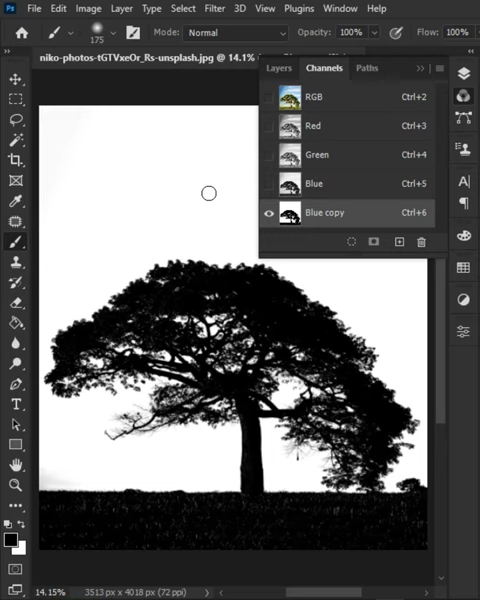 Ps File Edit Image Layer Type Select Filter 3D View Plugins Window Help
175 Mode: Normal Opacity: 100% Flow: 100%
niko-photos-tGTVxeOr_Rs-unsplash.jpg @ 14.1%
Layers Channels Paths
RGB Ctrl+2
Red Ctrl+3
Green Ctrl+4
Blue Ctrl+5
Blue copy Ctrl+6
14.15% 3513 px x 4018 px (72 ppi)